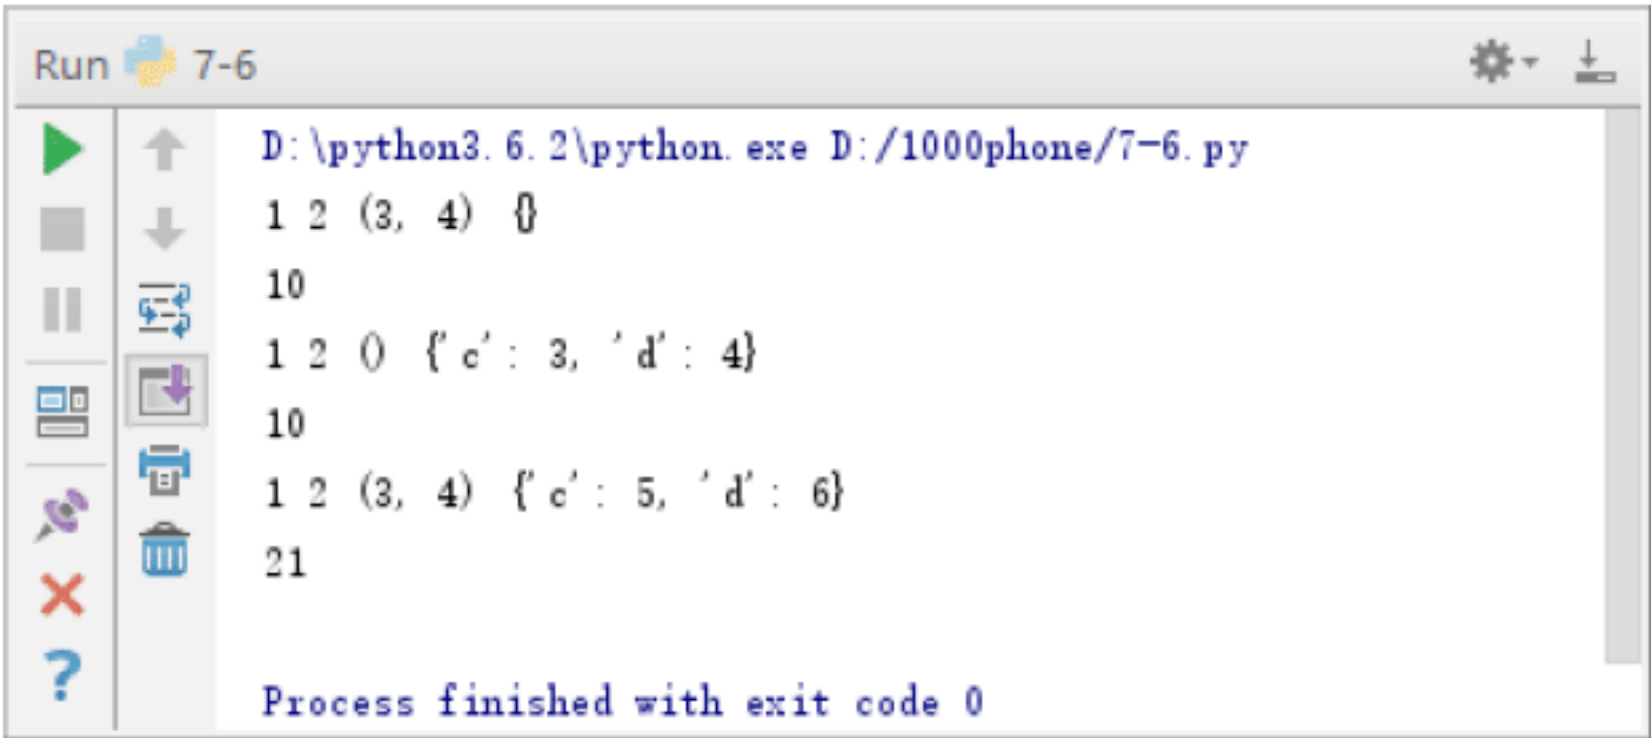 Run 7-6
D:\python3.6.2\python.exe D:/1000phone/7-6.py
1 2 (3, 4) {}
10
1 2 () {'c': 3, 'd': 4}
10
1 2 (3, 4) {'c': 5, 'd': 6}
21
Process finished with exit code 0